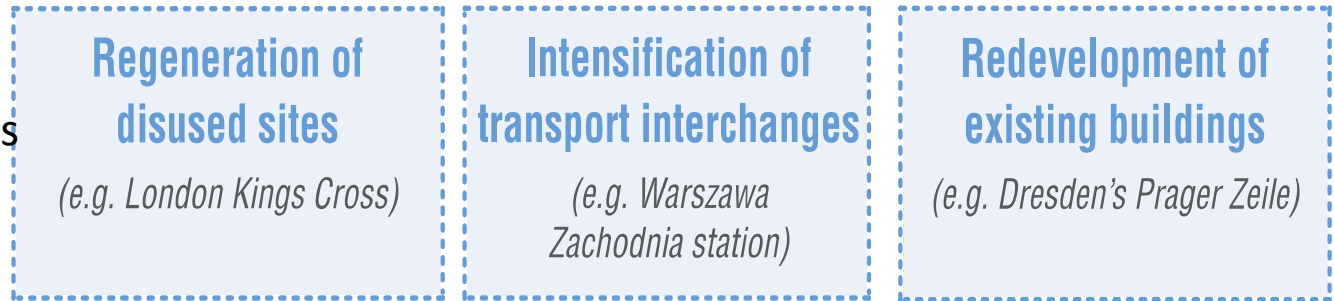 Regeneration of
disused sites
(e.g. London Kings Cross)
Intensification of
transport interchanges
(e.g. Warszawa
Zachodnia station)
Redevelopment of
existing buildings
(e.g. Dresden's Prager Zeile)
s